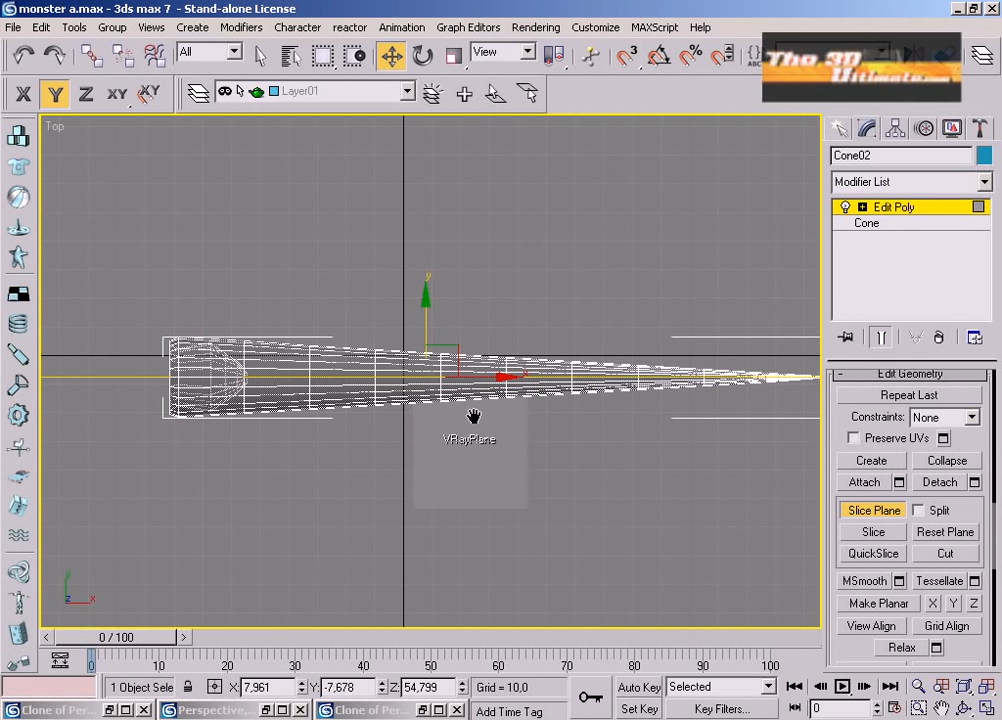 monster a.max - 3ds max 7 - Stand-alone License
File Edit Tools Group Views Create Modifiers Character reactor Animation Graph Editors Rendering Customize MAXScript Help
All View
The 3D
Ultimate.com
X Y Z XY XY Layer01
Top
Cone02
Modifier List
Edit Poly
Cone
y
x
VRayPlane
Edit Geometry
Repeat Last
Constraints: None
Preserve UVs
Create Collapse
Attach Detach
Slice Plane Split
Slice Reset Plane
QuickSlice Cut
MSmooth Tessellate
Make Planar X Y Z
View Align Grid Align
Relax
y
z x
0 / 100
0 10 20 30 40 50 60 70 80 90 100
1 Object Sele X: 7,961 Y: -7,678 Z: 54,799 Grid = 10,0 Auto Key Selected
Clone of Pe Perspective, Clone of Per Add Time Tag Set Key Key Filters... 0